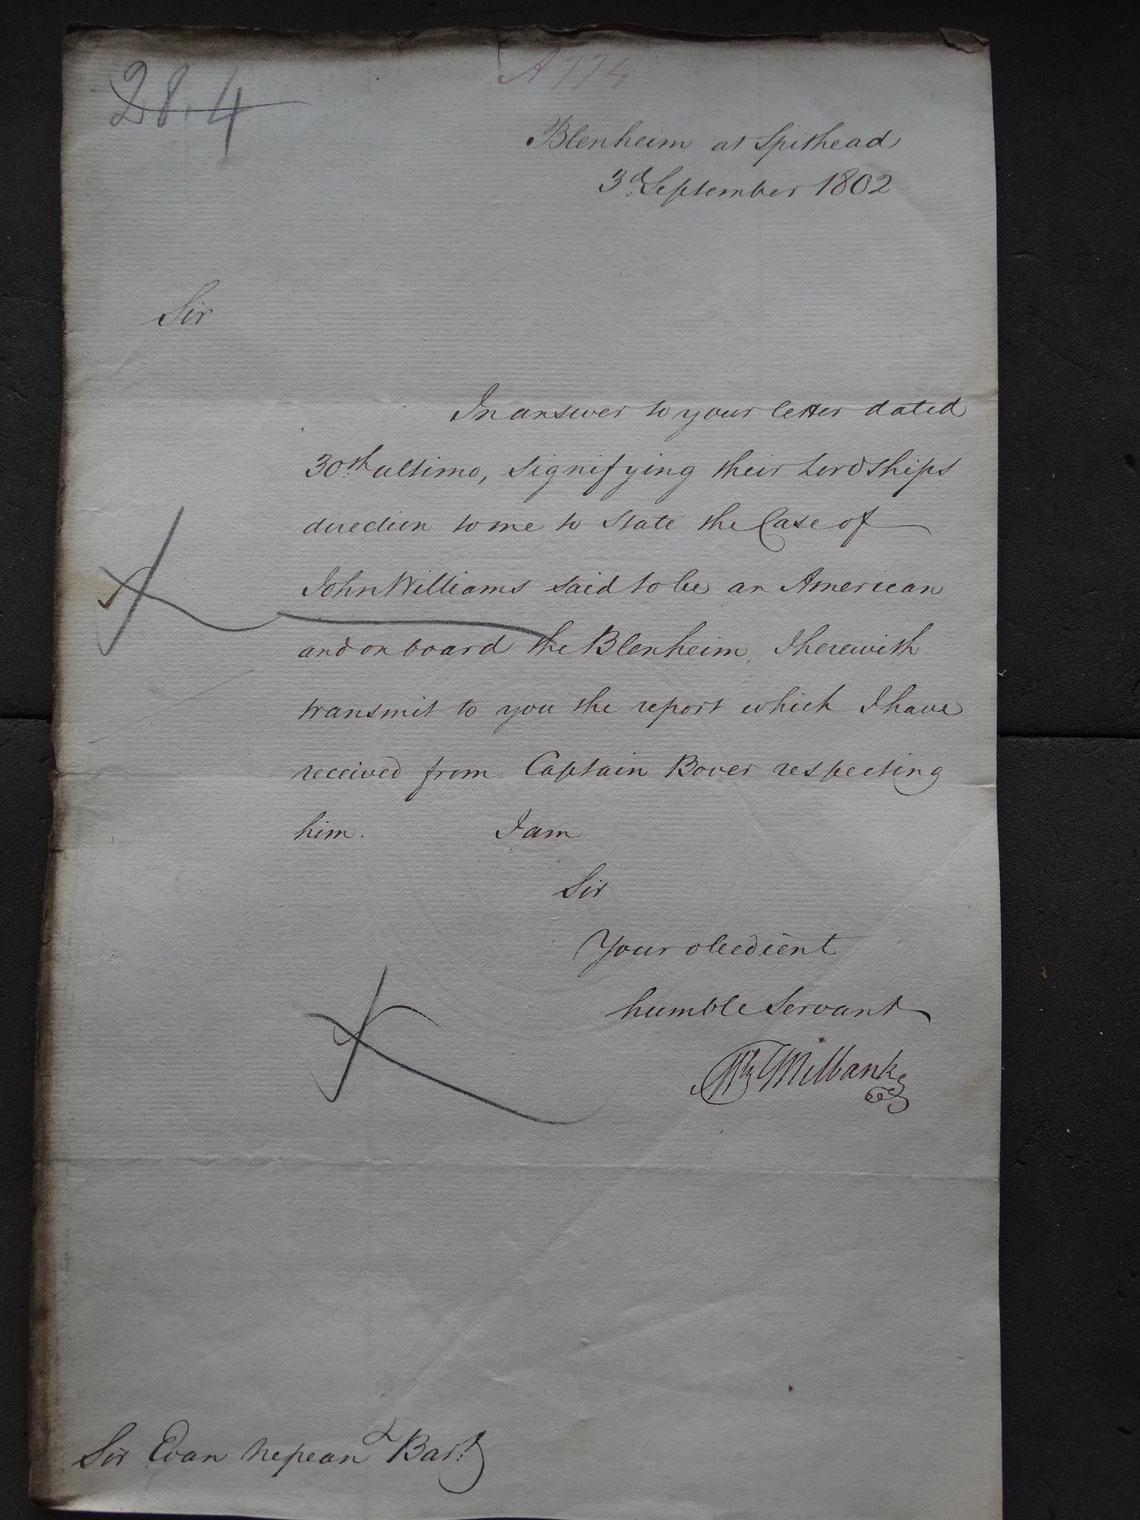 28.4
A 774
Blenheim at Spithead
3d. September 1802
Sir
In answer to your letter dated
30th. ultimo, signifying their Lordships
direction to me to State the Case of
John Williams said to be an American
and on board the Blenheim, I herewith
transmit to you the report which I have
received from Captain Bover respecting
him. I am
Sir
Your obedient
humble Servant
M Milbanke
Sir Evan Nepean Bart.